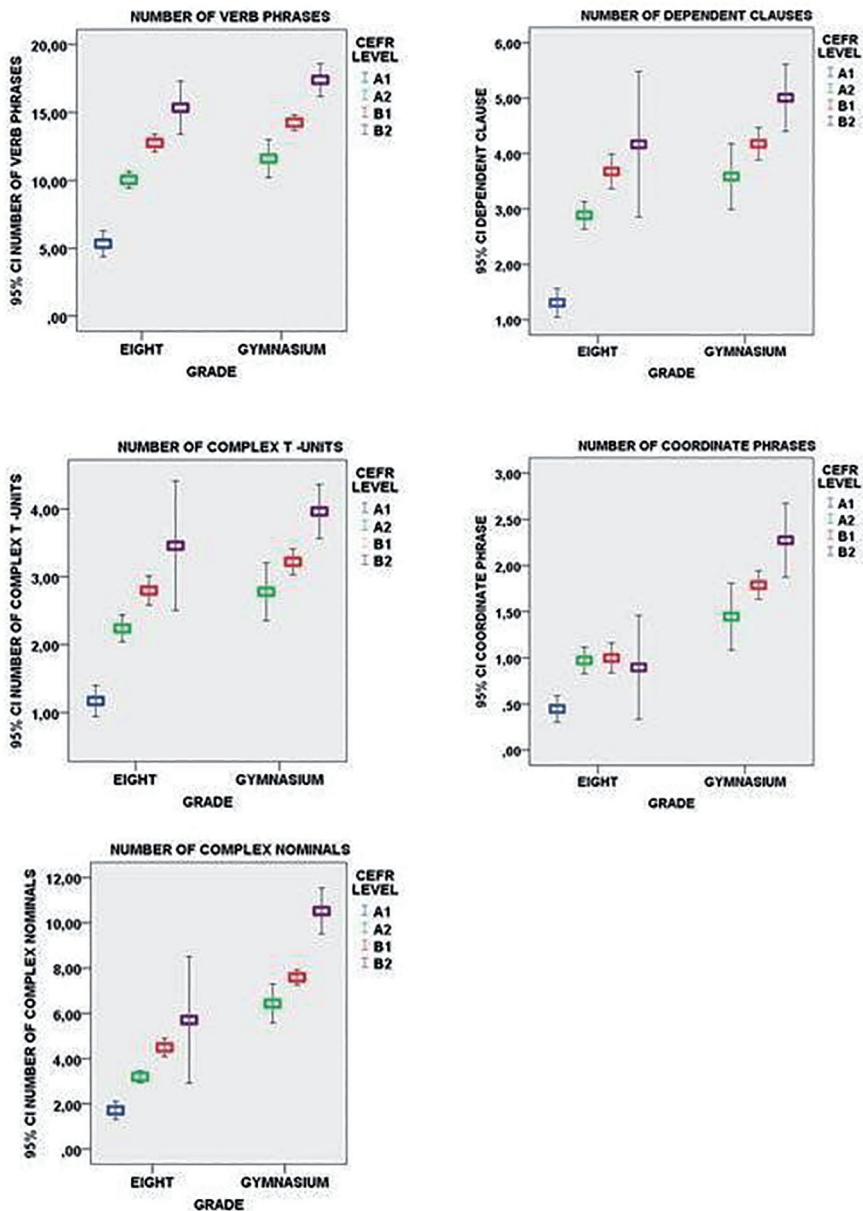 NUMBER OF VERB PHRASES
95% CI NUMBER OF VERB PHRASES
20,00
15,00
10,00
5,00
,00
EIGHT
GYMNASIUM
GRADE
CEFR
LEVEL
A1
A2
B1
B2
NUMBER OF DEPENDENT CLAUSES
95% CI DEPENDENT CLAUSE
6,00
5,00
4,00
3,00
2,00
1,00
EIGHT
GYMNASIUM
GRADE
CEFR
LEVEL
A1
A2
B1
B2
NUMBER OF COMPLEX T -UNITS
95% CI NUMBER OF COMPLEX T -UNITS
4,00
3,00
2,00
1,00
EIGHT
GYMNASIUM
GRADE
CEFR
LEVEL
A1
A2
B1
B2
NUMBER OF COORDINATE PHRASES
95% CI COORDINATE PHRASE
3,00
2,50
2,00
1,50
1,00
,50
,00
EIGHT
GYMNASIUM
GRADE
CEFR
LEVEL
A1
A2
B1
B2
NUMBER OF COMPLEX NOMINALS
95% CI NUMBER OF COMPLEX NOMINALS
12,00
10,00
8,00
6,00
4,00
2,00
,00
EIGHT
GYMNASIUM
GRADE
CEFR
LEVEL
A1
A2
B1
B2